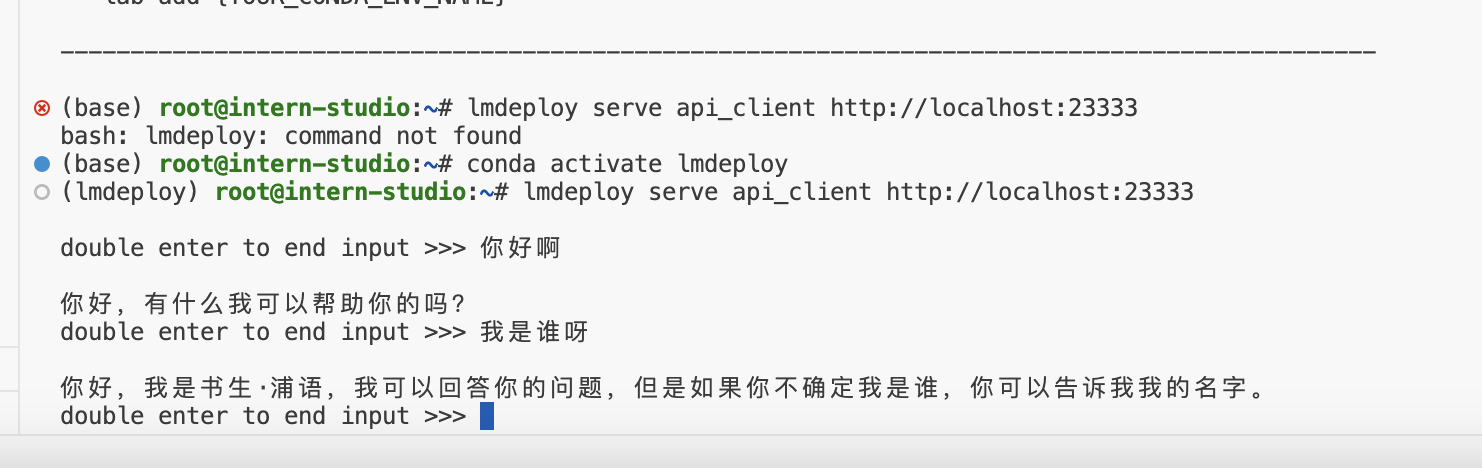 lab add {YOUR_CONDA_ENV_NAME}
(base) root@intern-studio:~# lmdeploy serve api_client http://localhost:23333
bash: lmdeploy: command not found
(base) root@intern-studio:~# conda activate lmdeploy
(lmdeploy) root@intern-studio:~# lmdeploy serve api_client http://localhost:23333
double enter to end input >>> 你好啊
你好，有什么我可以帮助你的吗？
double enter to end input >>> 我是谁呀
你好，我是书生·浦语，我可以回答你的问题，但是如果你不确定我是谁，你可以告诉我我的名字。
double enter to end input >>>